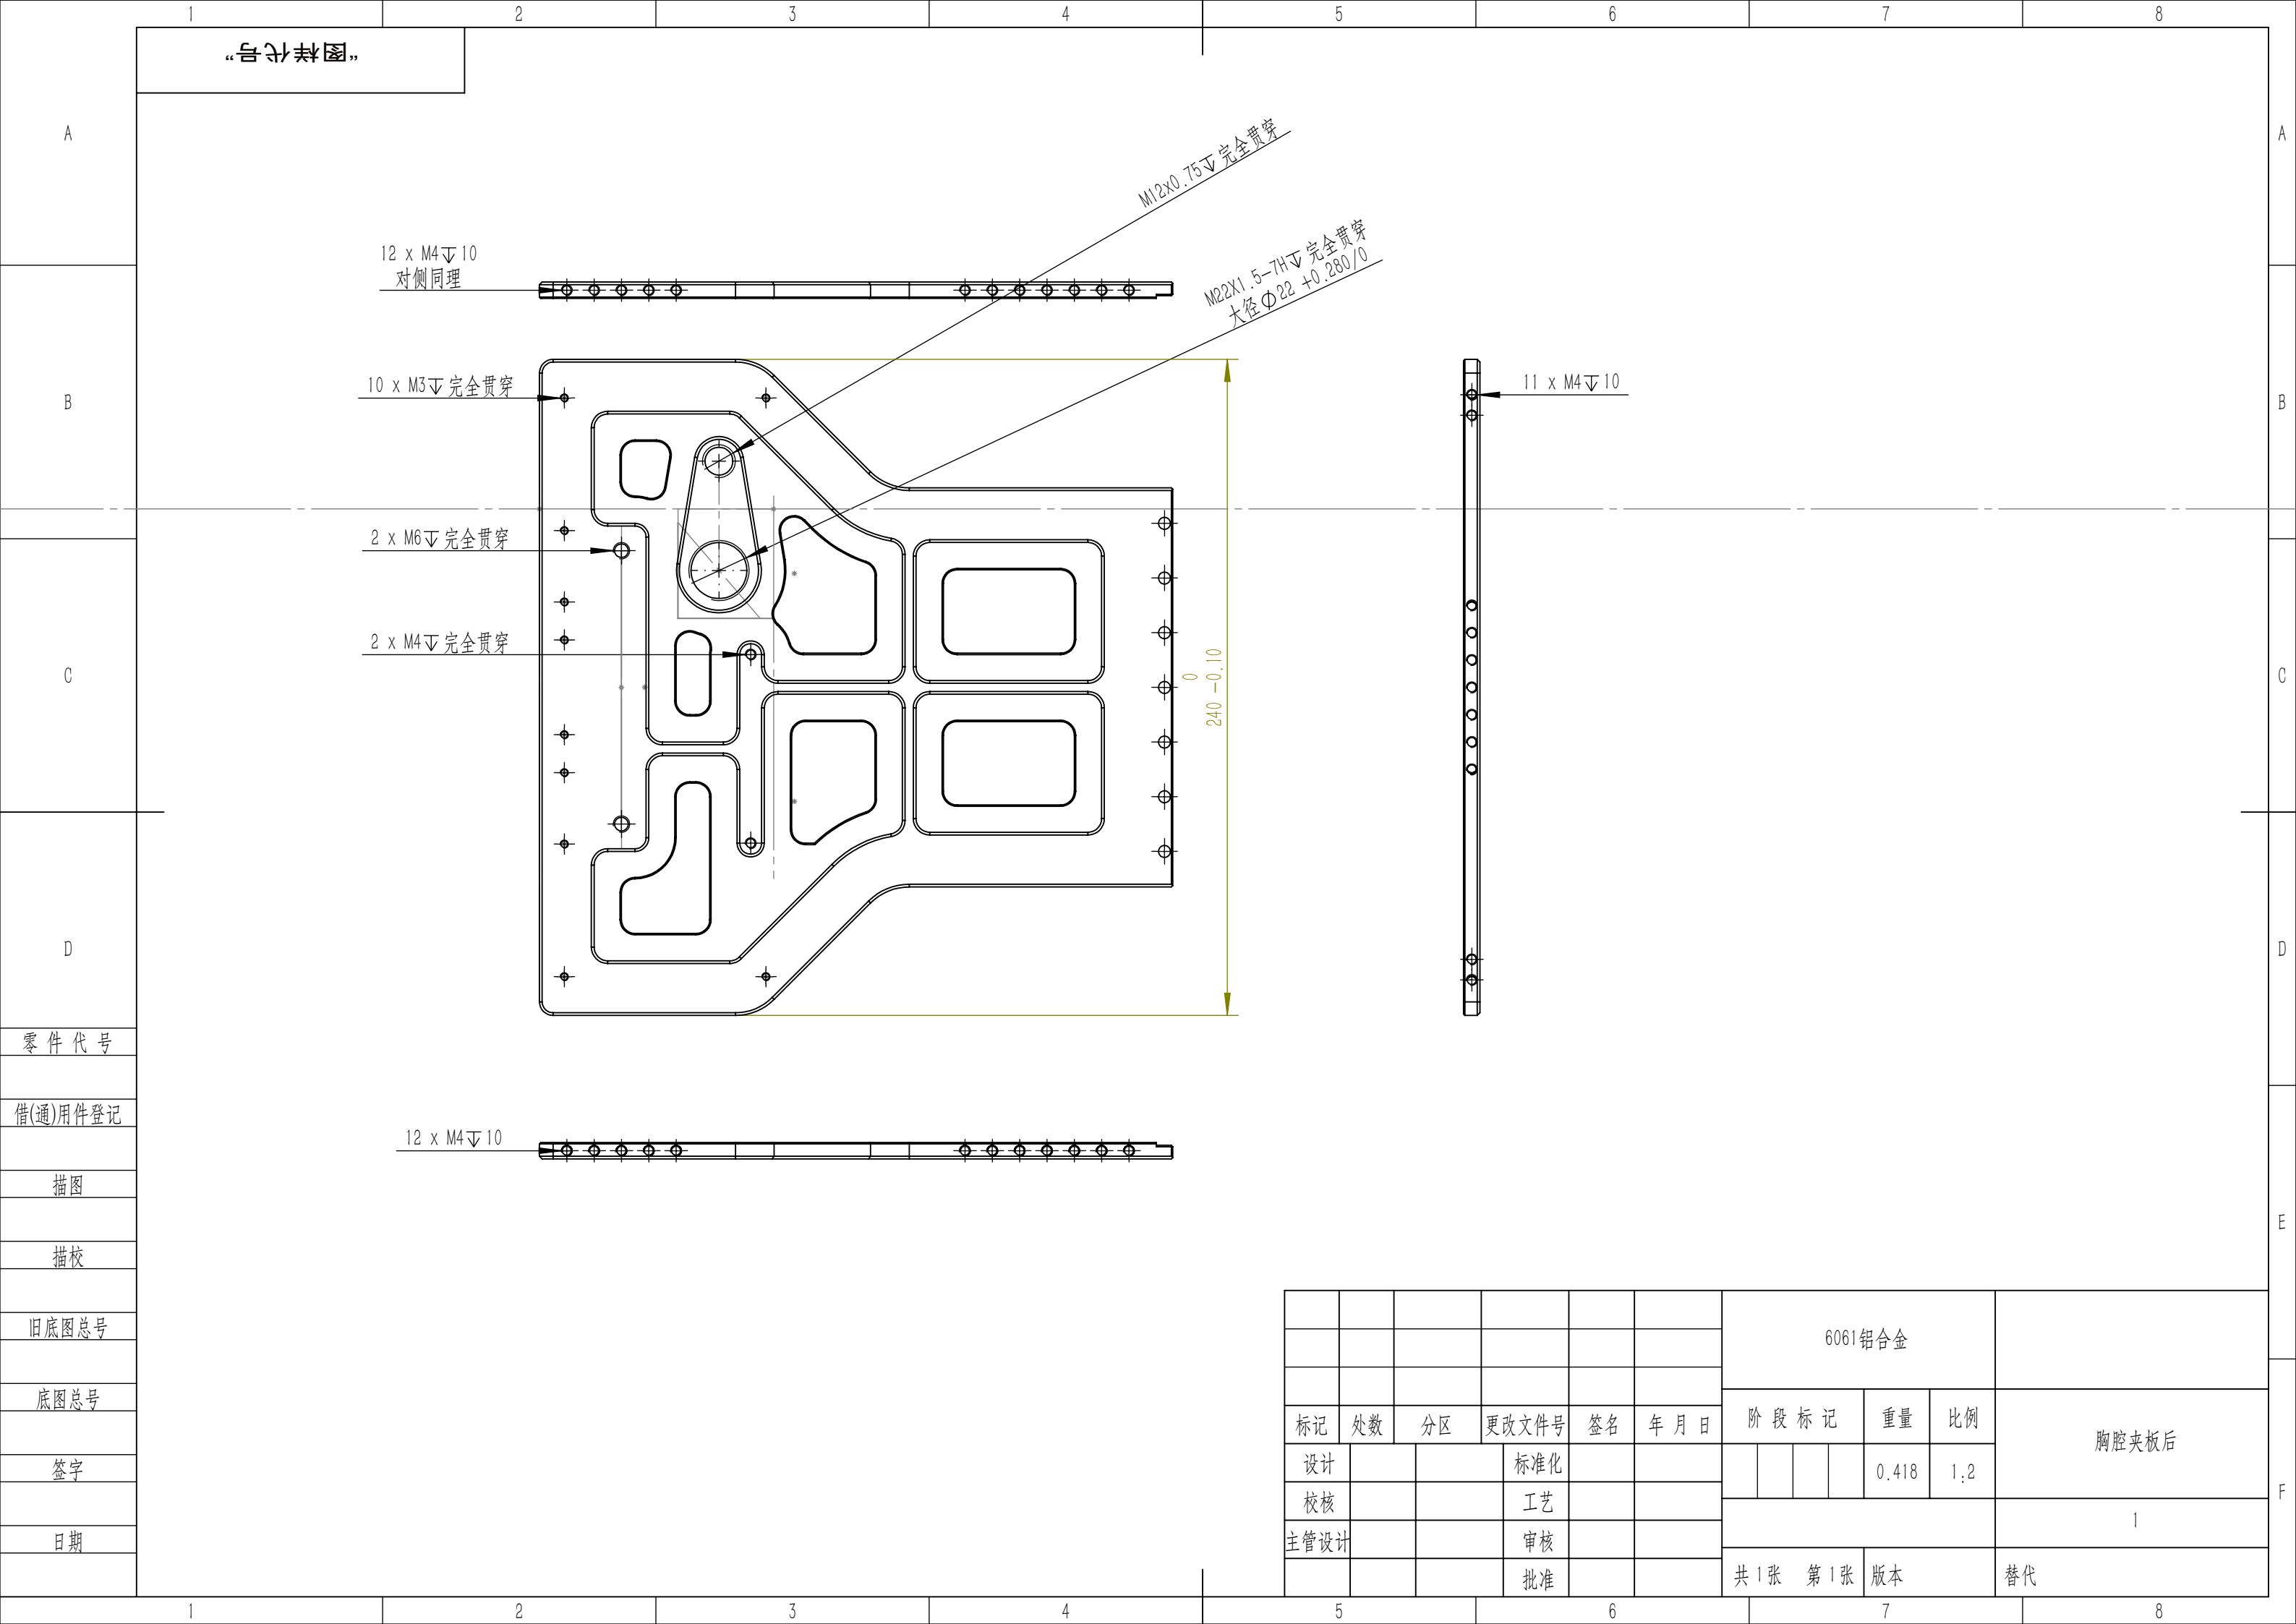 1 2 3 4 5 6 7 8
"图样代号"
A A
M12x0.75↧完全贯穿
M22X1.5-7H↧完全贯穿
大径Φ22 +0.280/0
12 x M4↧10
对侧同理
10 x M3↧完全贯穿
11 x M4↧10
B B
2 x M6↧完全贯穿
2 x M4↧完全贯穿
0
240 -0.10
C C
D D
零件代号
借(通)用件登记
12 x M4↧10
描图
E
描校
旧底图总号
6061铝合金
底图总号
标记 处数 分区 更改文件号 签名 年月日
阶段标记 重量 比例
胸腔夹板后
签字
设计 标准化
0.418 1:2
F
校核 工艺
1
日期
主管设计 审核
批准
共1张 第1张 版本 替代
1 2 3 4 5 6 7 8